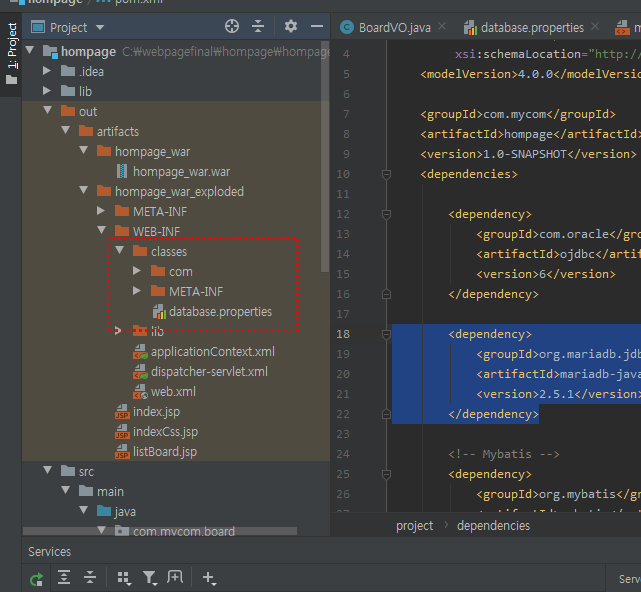 hompage
pom.xml
1: Project
Project
hompage C:₩webpagefinal₩hompage₩hompag
.idea
lib
out
artifacts
hompage_war
hompage_war.war
hompage_war_exploded
META-INF
WEB-INF
classes
com
META-INF
database.properties
lib
applicationContext.xml
dispatcher-servlet.xml
web.xml
index.jsp
indexCss.jsp
listBoard.jsp
src
main
java
com.mycom.board
BoardVO.java
database.properties
4 xsi:schemaLocation="http:/
5 <modelVersion>4.0.0</modelVersio
6
7 <groupId>com.mycom</groupId>
8 <artifactId>hompage</artifactId>
9 <version>1.0-SNAPSHOT</version>
10 <dependencies>
11
12 <dependency>
13 <groupId>com.oracle</gro
14 <artifactId>ojdbc</artif
15 <version>6</version>
16 </dependency>
17
18 <dependency>
19 <groupId>org.mariadb.jdb
20 <artifactId>mariadb-java
21 <version>2.5.1</version>
22 </dependency>
23
24 <!-- Mybatis -->
25 <dependency>
26 <groupId>org.mybatis</gr
project > dependencies
Services
Serv